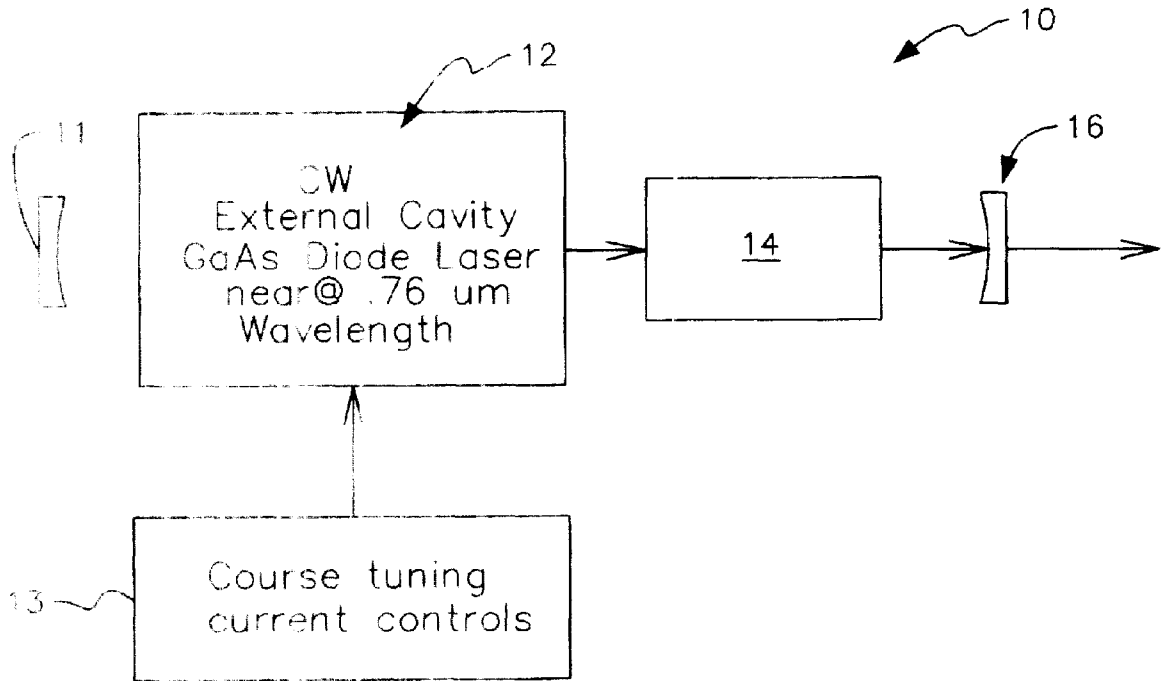 10
12
11
16
CW
External Cavity
GaAs Diode Laser
near@ .76 um
Wavelength
14
13
Course tuning
current controls